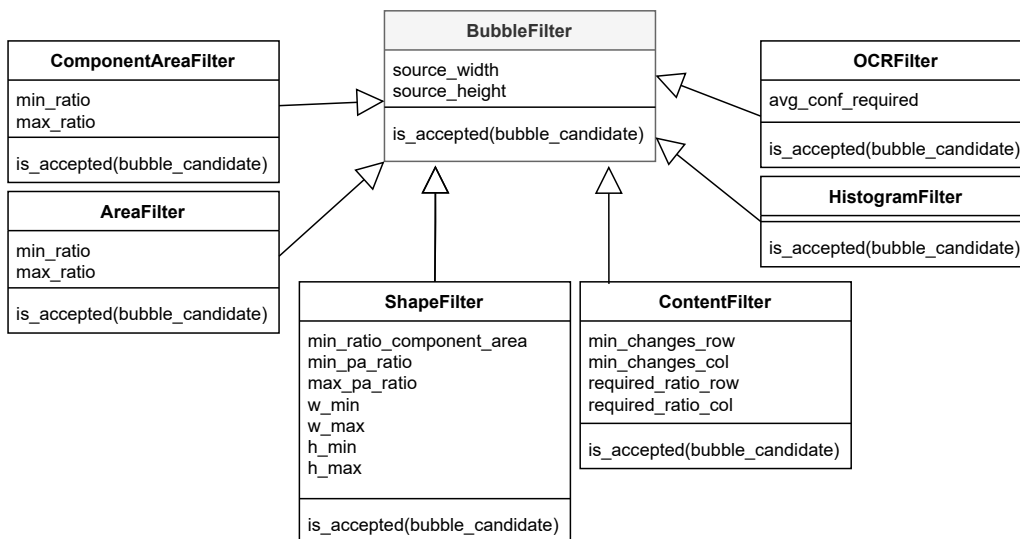 BubbleFilter
source_width
source_height
is_accepted(bubble_candidate)
ComponentAreaFilter
min_ratio
max_ratio
is_accepted(bubble_candidate)
AreaFilter
min_ratio
max_ratio
is_accepted(bubble_candidate)
ShapeFilter
min_ratio_component_area
min_pa_ratio
max_pa_ratio
w_min
w_max
h_min
h_max
is_accepted(bubble_candidate)
ContentFilter
min_changes_row
min_changes_col
required_ratio_row
required_ratio_col
is_accepted(bubble_candidate)
OCRFilter
avg_conf_required
is_accepted(bubble_candidate)
HistogramFilter
is_accepted(bubble_candidate)